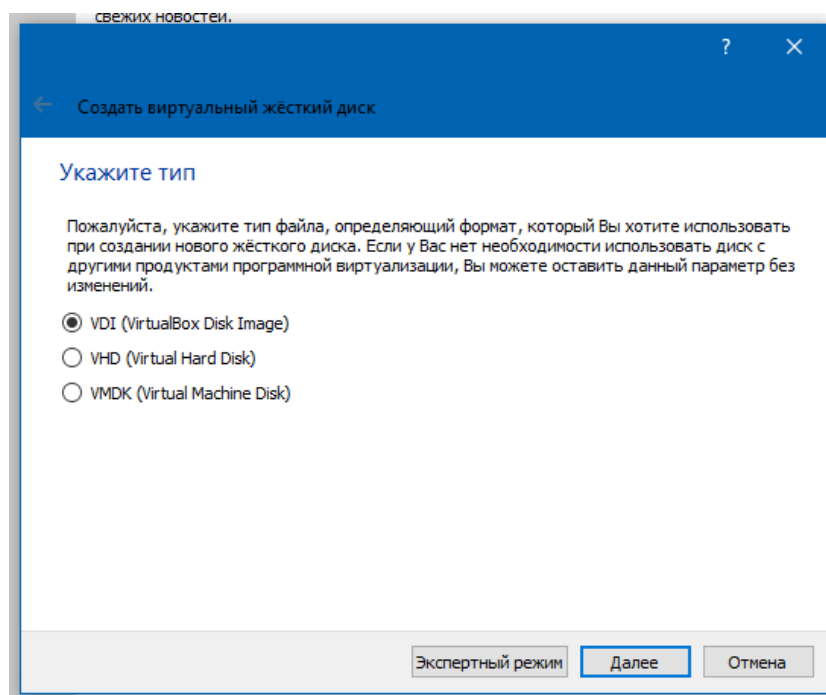 свежих новостей.
?
Создать виртуальный жёсткий диск
Укажите тип
Пожалуйста, укажите тип файла, определяющий формат, который Вы хотите использовать
при создании нового жёсткого диска. Если у Вас нет необходимости использовать диск с
другими продуктами программной виртуализации, Вы можете оставить данный параметр без
изменений.
VDI (VirtualBox Disk Image)
VHD (Virtual Hard Disk)
VMDK (Virtual Machine Disk)
Экспертный режим Далее Отмена